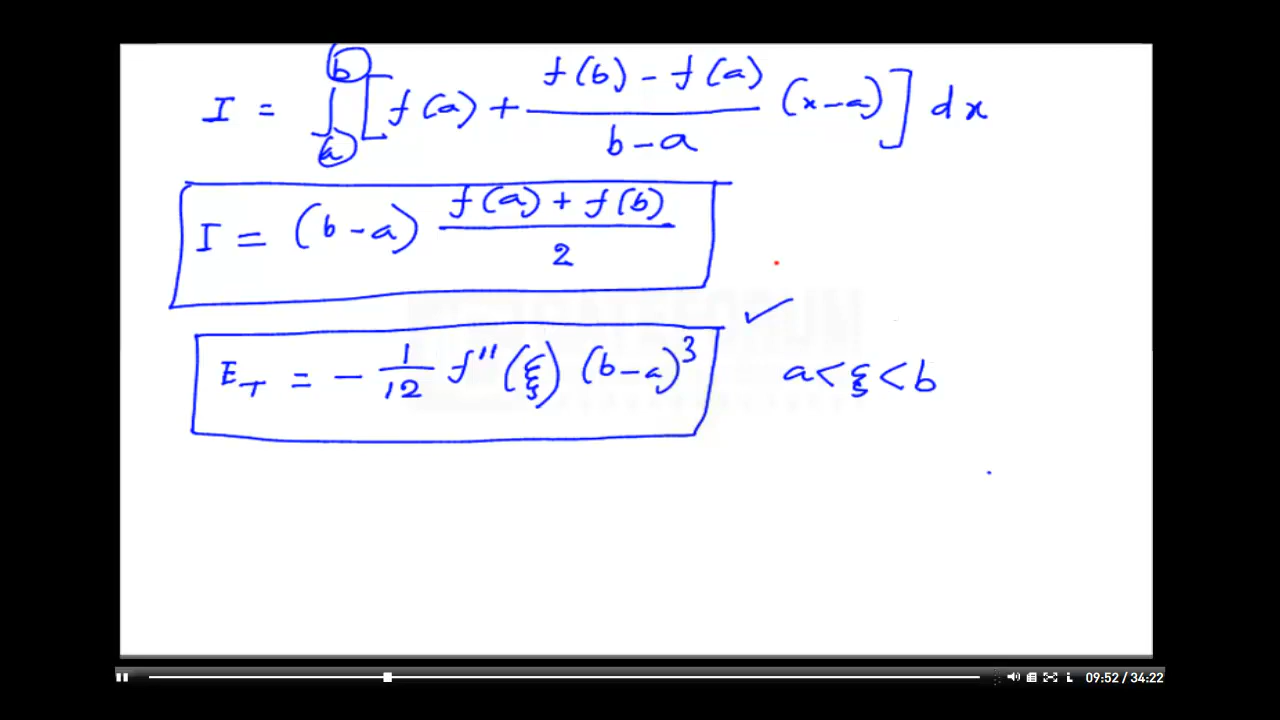 I = ∫_a^b [ f(a) + (f(b) - f(a))/(b - a) (x - a) ] dx
I = (b - a) (f(a) + f(b))/2
E_T = - 1/12 f''(ξ) (b - a)^3 ✓ a < ξ < b
09:52 / 34:22